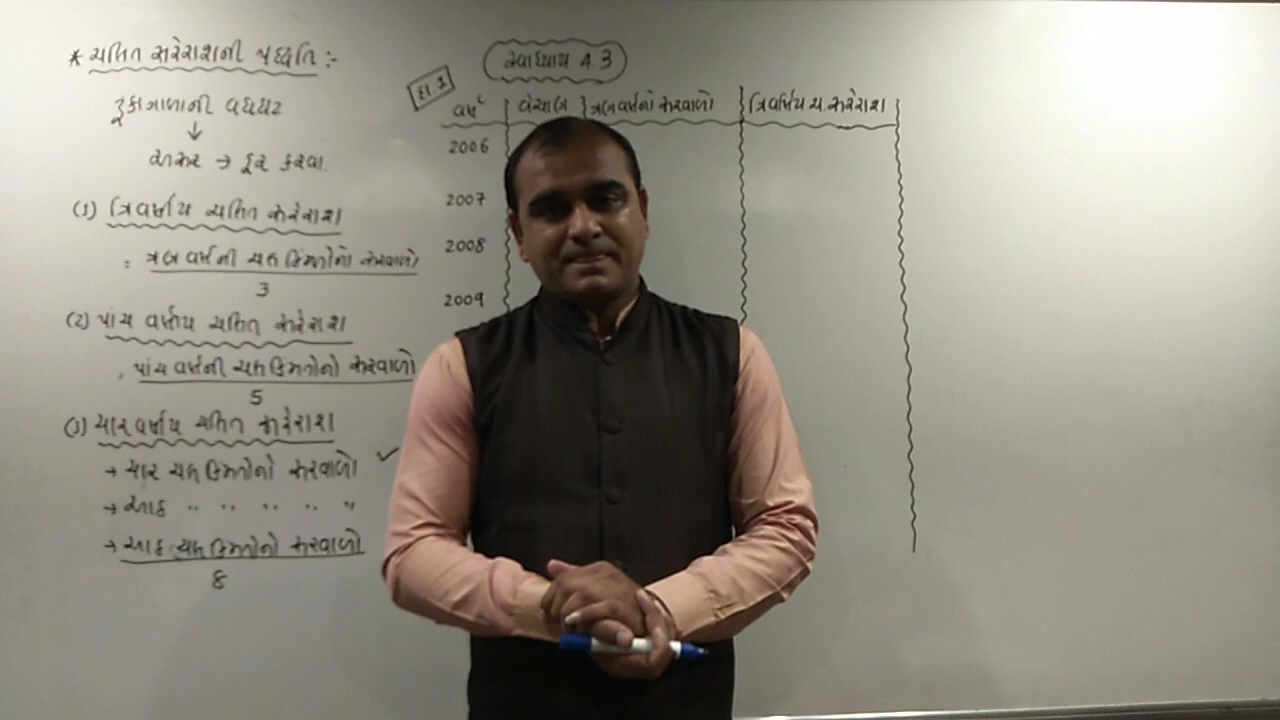 * ચલિત સરેરાશની પદ્ધતિ :-
ટૂંકાગાળાની વધઘટ
↓
અસર → દૂર કરવા.
(1) ત્રિવર્ષીય ચલિત સરેરાશ
= ત્રણ વર્ષની ચલ કિંમતોનો સરવાળો
3
(2) પાંચ વર્ષીય ચલિત સરેરાશ
= પાંચ વર્ષની ચલ કિંમતોનો સરવાળો
5
(3) ચાર વર્ષીય ચલિત સરેરાશ
→ ચાર ચલ કિંમતોનો સરવાળો
→ આઠ " " " " "
→ આઠ ચલ કિંમતોનો સરવાળો
8
સ્વાધ્યાય 4.3
દા.1
વર્ષ વેચાણ ત્રણ વર્ષનો સરવાળો ત્રિવર્ષીય ચ. સરેરાશ
2006
2007
2008
2009